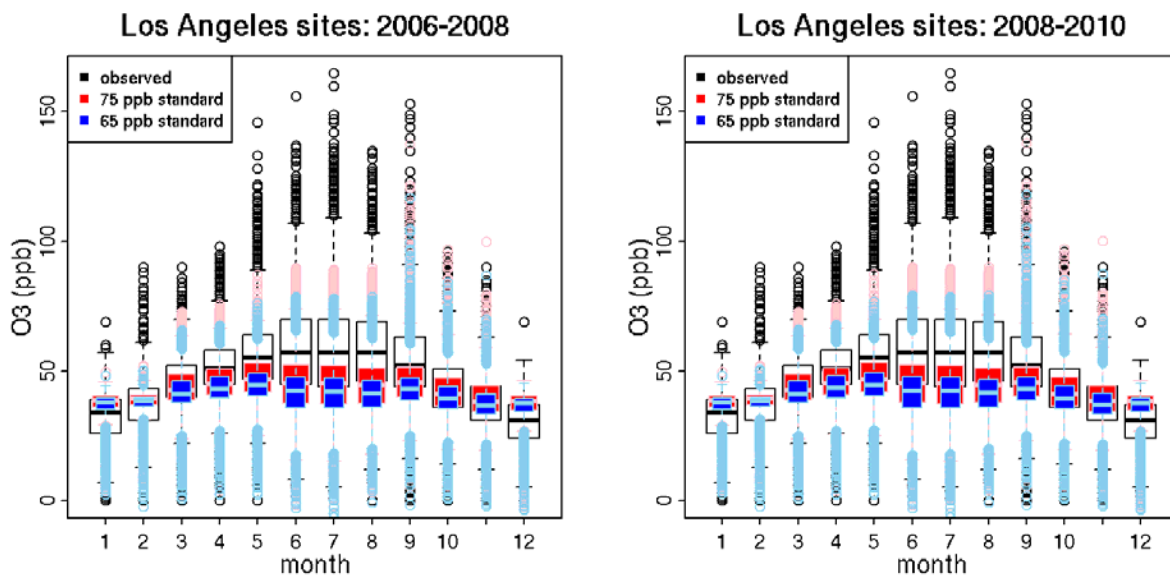 Los Angeles sites: 2006-2008
observed
75 ppb standard
65 ppb standard
O3 (ppb)
150
100
50
0
1 2 3 4 5 6 7 8 9 10 12
month
Los Angeles sites: 2008-2010
observed
75 ppb standard
65 ppb standard
O3 (ppb)
150
100
50
0
1 2 3 4 5 6 7 8 9 10 12
month